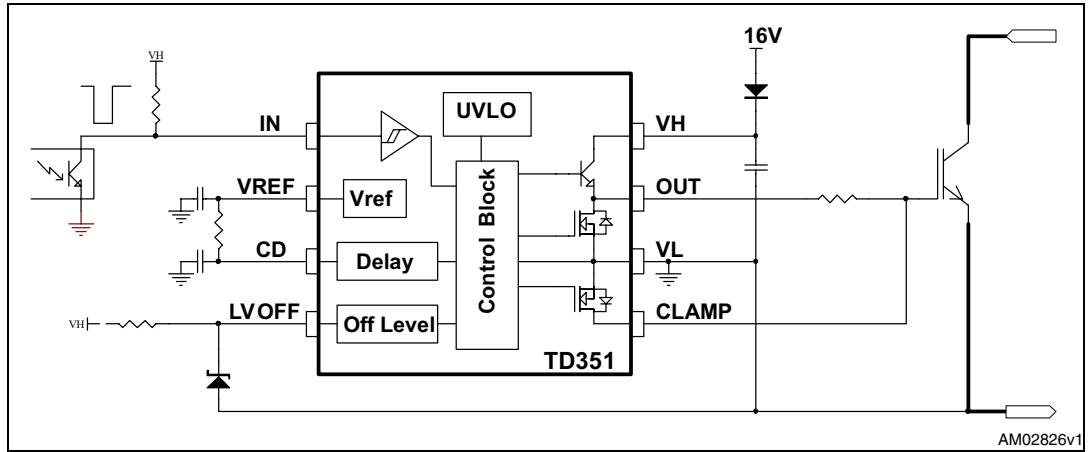 16V
VH
IN
UVLO
VH
VREF
Vref
OUT
CD
Delay
Control Block
VL
VH
LVOFF
Off Level
CLAMP
TD351
AM02826v1